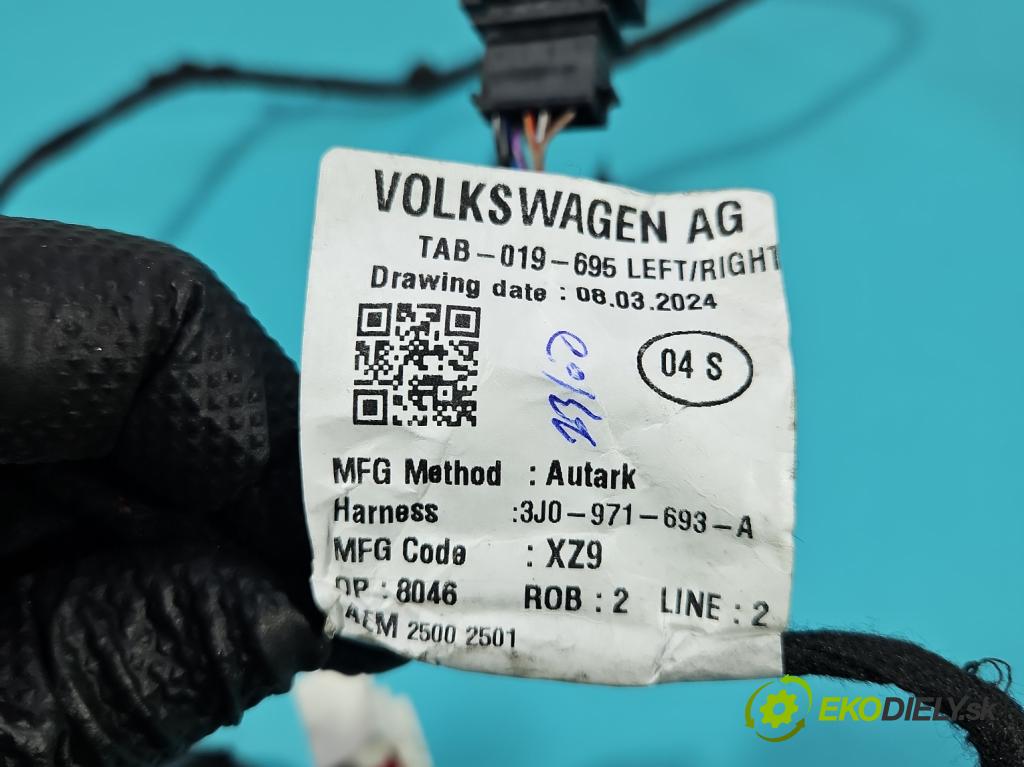 VOLKSWAGEN AG
TAB-019-695 LEFT/RIGHT
Drawing date : 08.03.2024
04 S
MFG Method : Autark
Harness :3J0-971-693-A
MFG Code : XZ9
OP : 8046 ROB : 2 LINE : 2
AEM 2500 2501
EKODIELY.sk